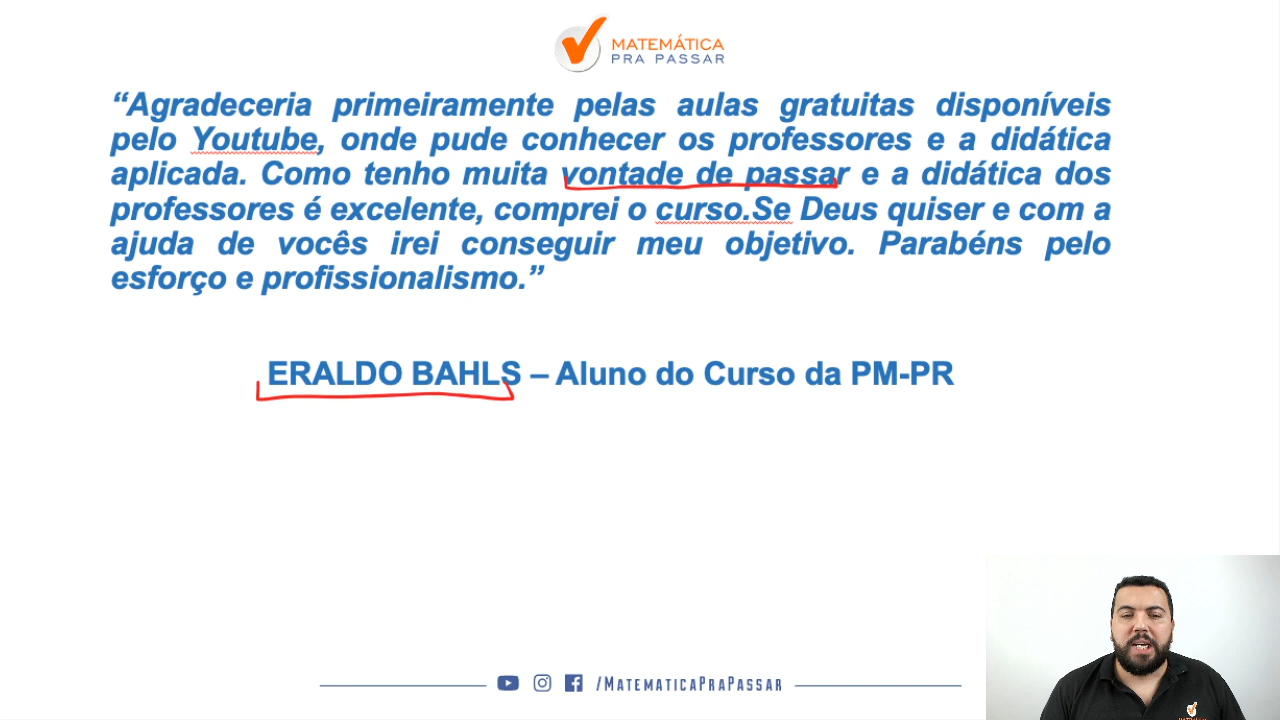 MATEMÁTICA
PRA PASSAR
“Agradeceria primeiramente pelas aulas gratuitas disponíveis
pelo Youtube, onde pude conhecer os professores e a didática
aplicada. Como tenho muita vontade de passar e a didática dos
professores é excelente, comprei o curso.Se Deus quiser e com a
ajuda de vocês irei conseguir meu objetivo. Parabéns pelo
esforço e profissionalismo.”
ERALDO BAHLS – Aluno do Curso da PM-PR
/MATEMATICAPRAPASSAR